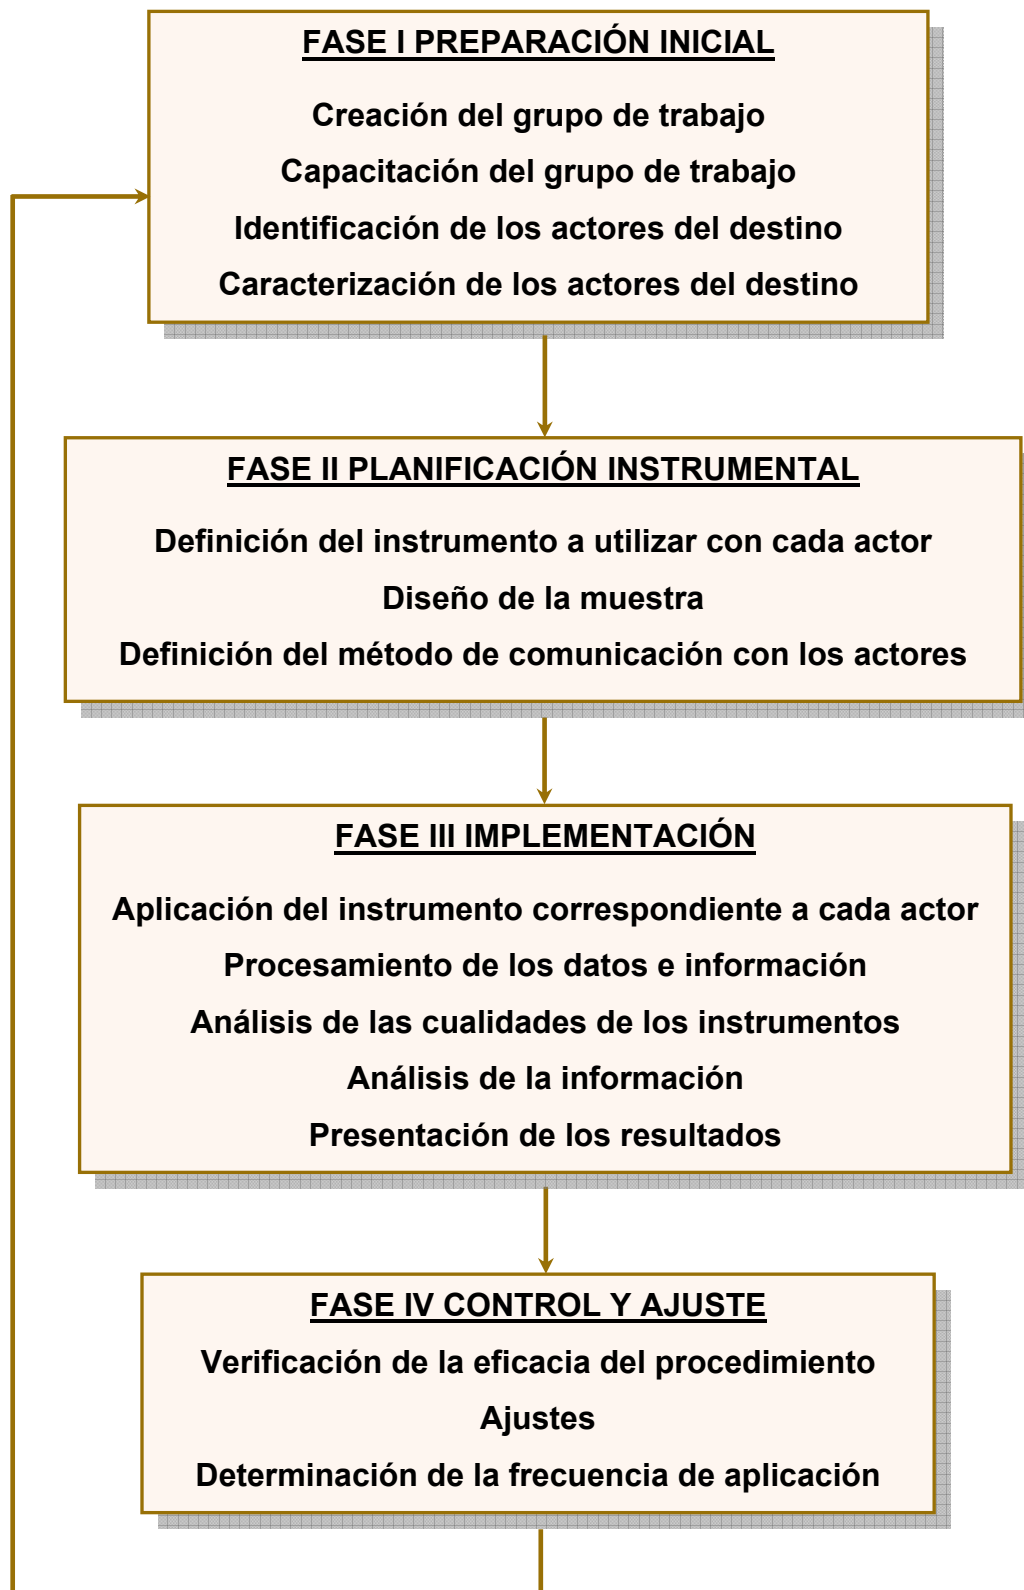 FASE I PREPARACIÓN INICIAL
Creación del grupo de trabajo
Capacitación del grupo de trabajo
Identificación de los actores del destino
Caracterización de los actores del destino
FASE II PLANIFICACIÓN INSTRUMENTAL
Definición del instrumento a utilizar con cada actor
Diseño de la muestra
Definición del método de comunicación con los actores
FASE III IMPLEMENTACIÓN
Aplicación del instrumento correspondiente a cada actor
Procesamiento de los datos e información
Análisis de las cualidades de los instrumentos
Análisis de la información
Presentación de los resultados
FASE IV CONTROL Y AJUSTE
Verificación de la eficacia del procedimiento
Ajustes
Determinación de la frecuencia de aplicación